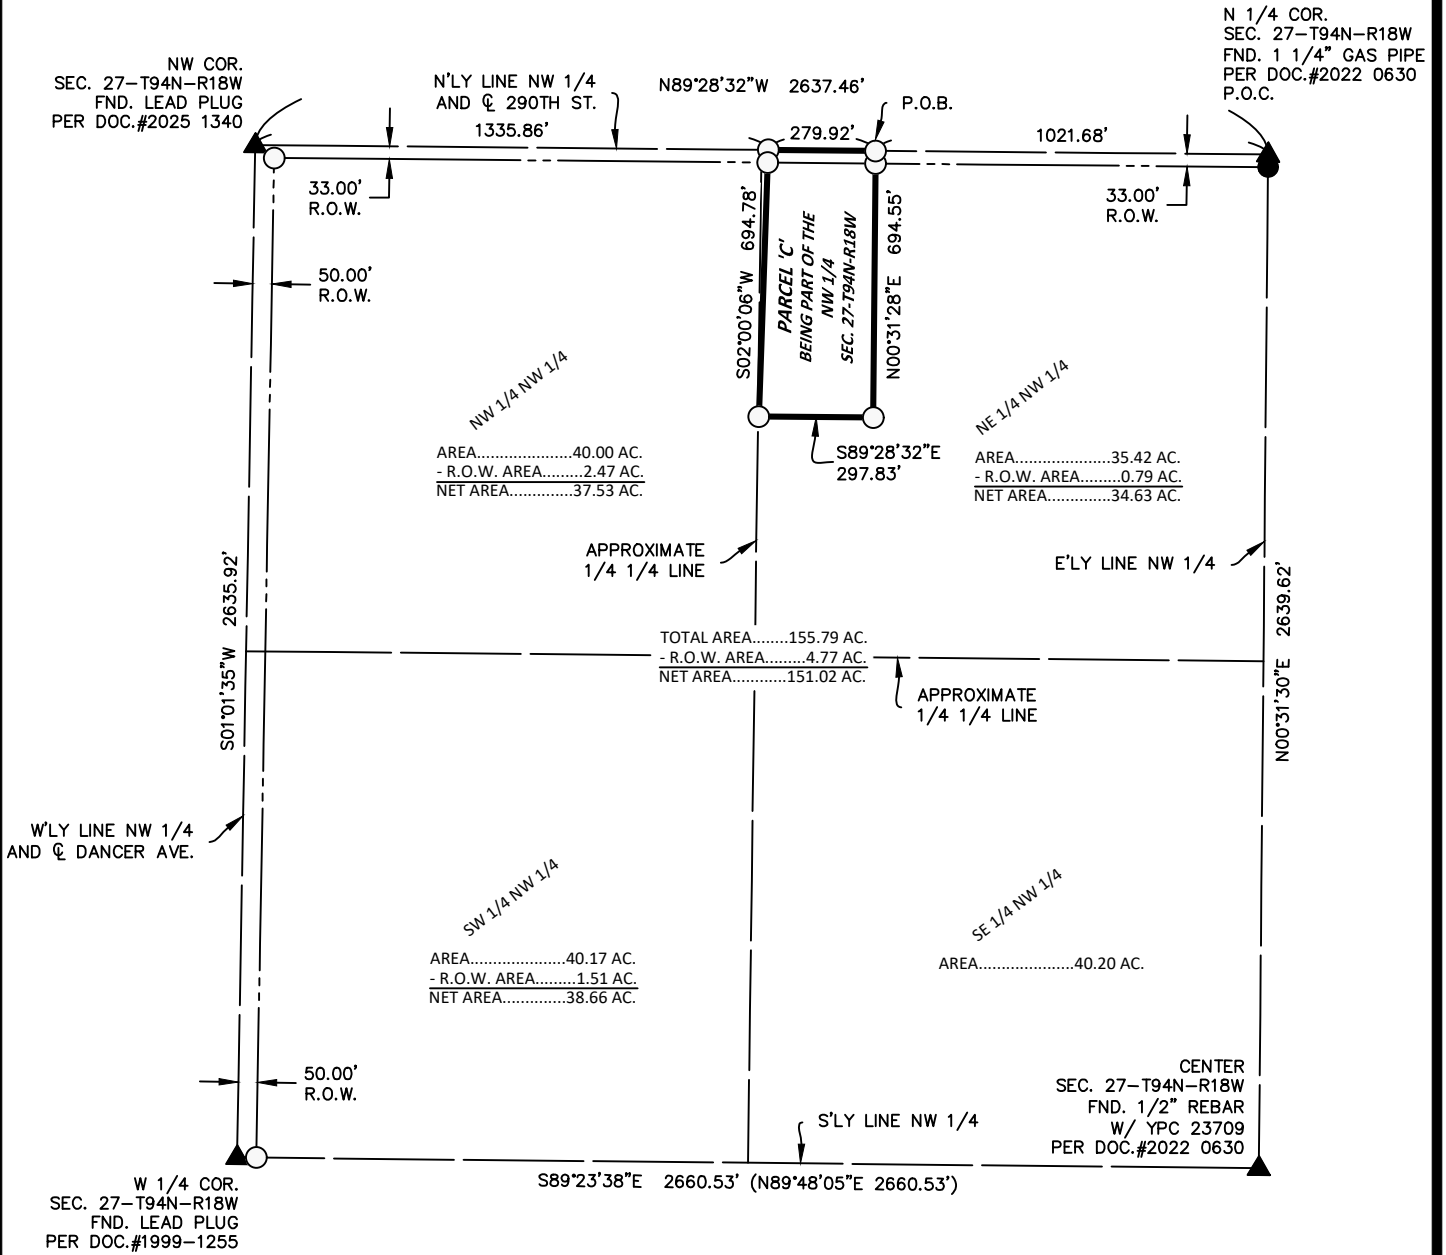 N 1/4 COR.
SEC. 27-T94N-R18W
FND. 1 1/4" GAS PIPE
PER DOC.#2022 0630
P.O.C.
NW COR.
SEC. 27-T94N-R18W
FND. LEAD PLUG
PER DOC.#2025 1340
N'LY LINE NW 1/4
AND ℄ 290TH ST.
N89°28'32"W 2637.46'
P.O.B.
1335.86'
279.92'
1021.68'
33.00'
R.O.W.
33.00'
R.O.W.
50.00'
R.O.W.
S02°00'06"W 694.78'
PARCEL 'C'
BEING PART OF THE
NW 1/4
SEC. 27-T94N-R18W
N00°31'28"E 694.55'
S89°28'32"E
297.83'
NW 1/4 NW 1/4
AREA.....................40.00 AC.
- R.O.W. AREA.........2.47 AC.
NET AREA..............37.53 AC.
NE 1/4 NW 1/4
AREA.....................35.42 AC.
- R.O.W. AREA.........0.79 AC.
NET AREA..............34.63 AC.
APPROXIMATE
1/4 1/4 LINE
E'LY LINE NW 1/4
S01°01'35"W 2635.92'
N00°31'30"E 2639.62'
TOTAL AREA........155.79 AC.
- R.O.W. AREA.........4.77 AC.
NET AREA............151.02 AC.
APPROXIMATE
1/4 1/4 LINE
W'LY LINE NW 1/4
AND ℄ DANCER AVE.
SW 1/4 NW 1/4
AREA.....................40.17 AC.
- R.O.W. AREA.........1.51 AC.
NET AREA..............38.66 AC.
SE 1/4 NW 1/4
AREA.....................40.20 AC.
50.00'
R.O.W.
CENTER
SEC. 27-T94N-R18W
FND. 1/2" REBAR
W/ YPC 23709
PER DOC.#2022 0630
S'LY LINE NW 1/4
S89°23'38"E 2660.53' (N89°48'05"E 2660.53')
W 1/4 COR.
SEC. 27-T94N-R18W
FND. LEAD PLUG
PER DOC.#1999-1255